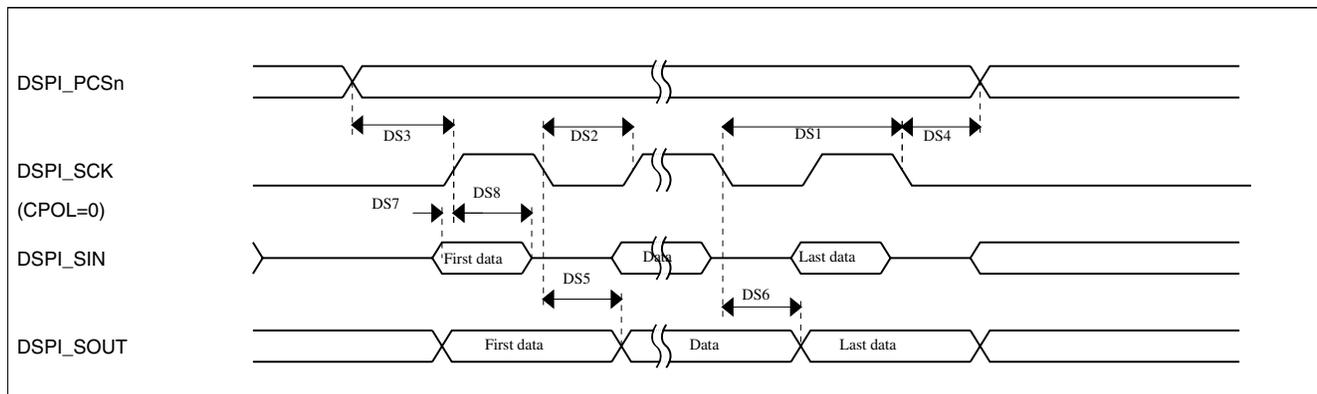 DSPI_PCSn
DS3
DS2
DS1
DS4
DSPI_SCK
(CPOL=0)
DS7
DS8
DSPI_SIN
First data
Data
Last data
DS5
DS6
DSPI_SOUT
First data
Data
Last data